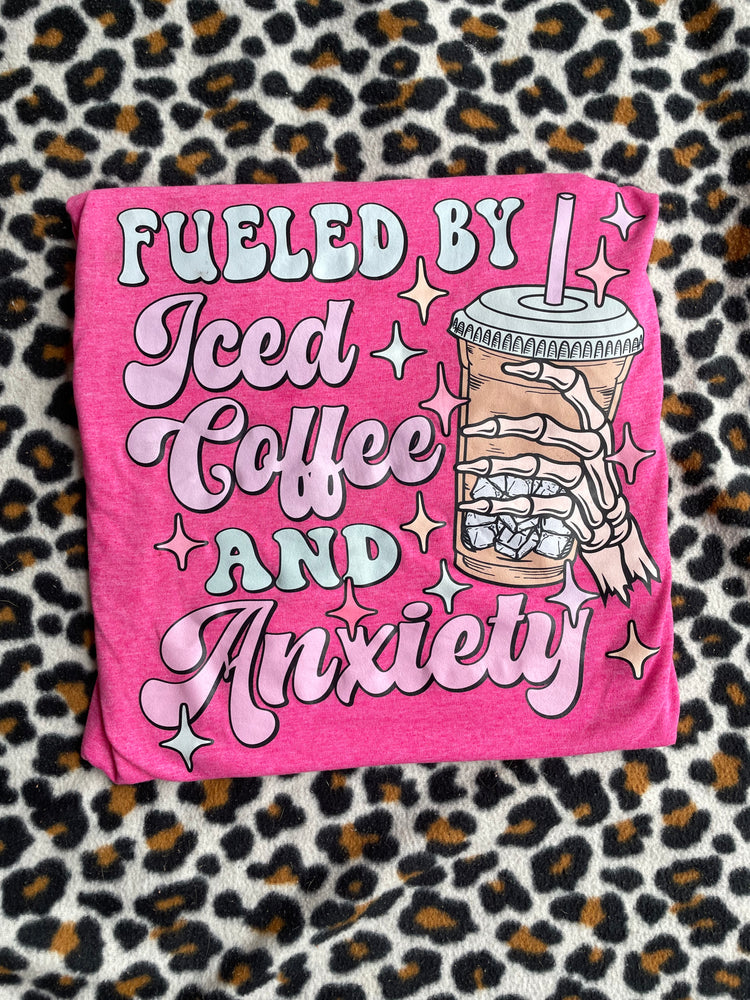 FUELED BY
Iced
Coffee
AND
Anxiety